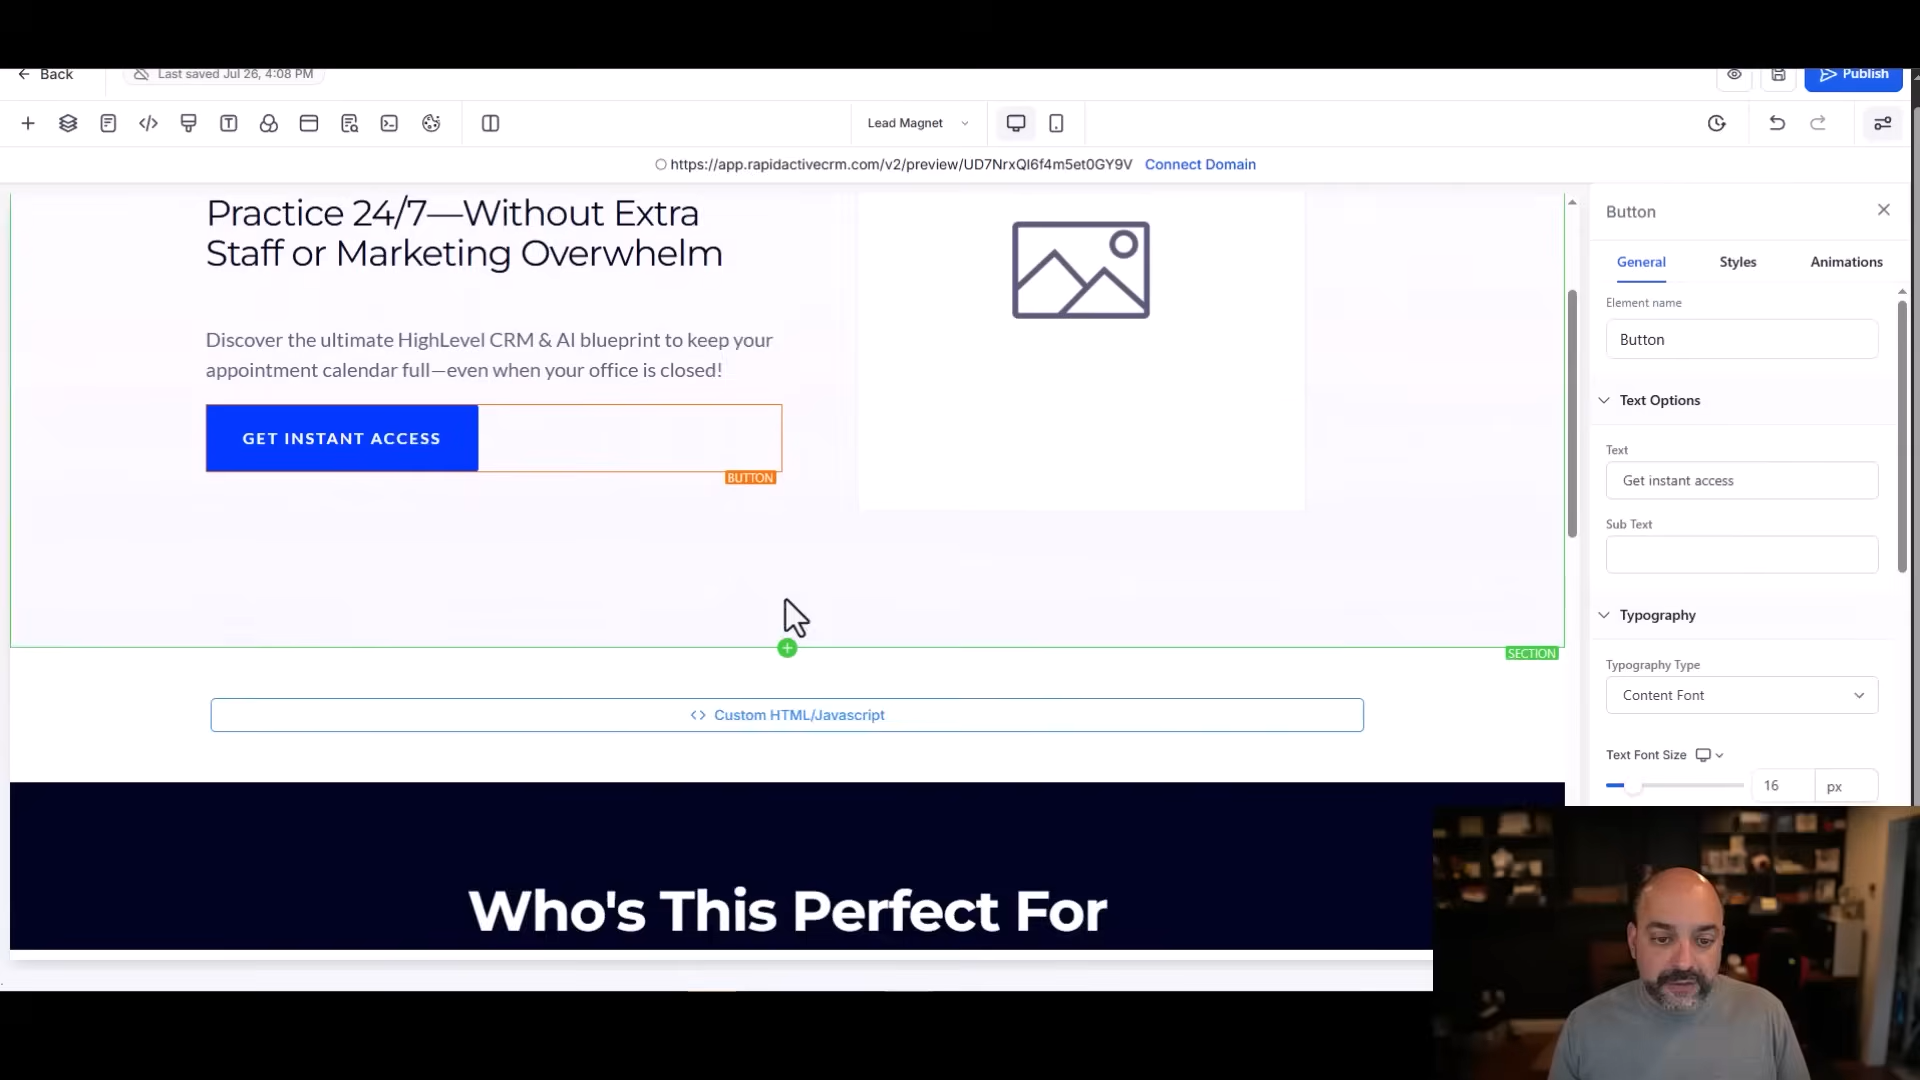 Back
Last saved Jul 26, 4:08 PM
Publish
Lead Magnet
https://app.rapidactivecrm.com/v2/preview/UD7NrxQl6f4m5et0GY9V Connect Domain
Practice 24/7—Without Extra
Staff or Marketing Overwhelm
Discover the ultimate HighLevel CRM & AI blueprint to keep your
appointment calendar full—even when your office is closed!
GET INSTANT ACCESS
BUTTON
SECTION
Custom HTML/Javascript
Who's This Perfect For
Button
General Styles Animations
Element name
Button
Text Options
Text
Get instant access
Sub Text
Typography
Typography Type
Content Font
Text Font Size
16 px